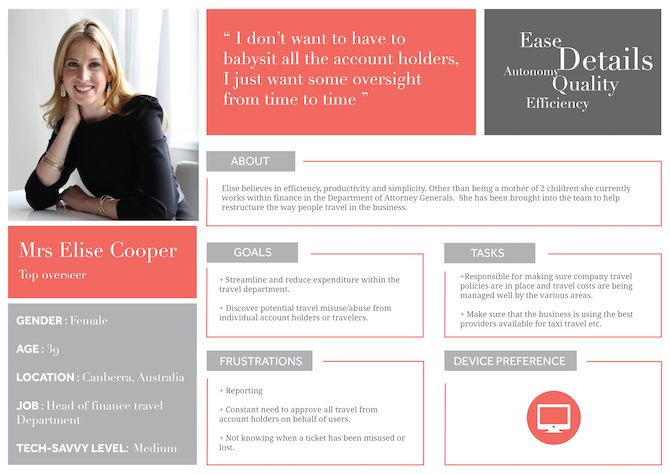 “ I don’t want to have to
babysit all the account holders,
I just want some oversight
from time to time ”
Ease
Details
Autonomy
Quality
Efficiency
Mrs Elise Cooper
Top overseer
GENDER : Female
AGE : 39
LOCATION : Canberra, Australia
JOB : Head of finance travel
Department
TECH-SAVVY LEVEL: Medium
ABOUT
Elise believes in efficiency, productivity and simplicity. Other than being a mother of 2 children she currently
works within finance in the Department of Attorney Generals. She has been brought into the team to help
restructure the way people travel in the business.
GOALS
+ Streamline and reduce expenditure within the
travel department.
+ Discover potential travel misuse/abuse from
individual account holders or travelers.
TASKS
+Responsible for making sure company travel
policies are in place and travel costs are being
managed well by the various areas.
+ Make sure that the business is using the best
providers available for taxi travel etc.
FRUSTRATIONS
+ Reporting
+ Constant need to approve all travel from
account holders on behalf of users.
+ Not knowing when a ticket has been misused or
lost.
DEVICE PREFERENCE